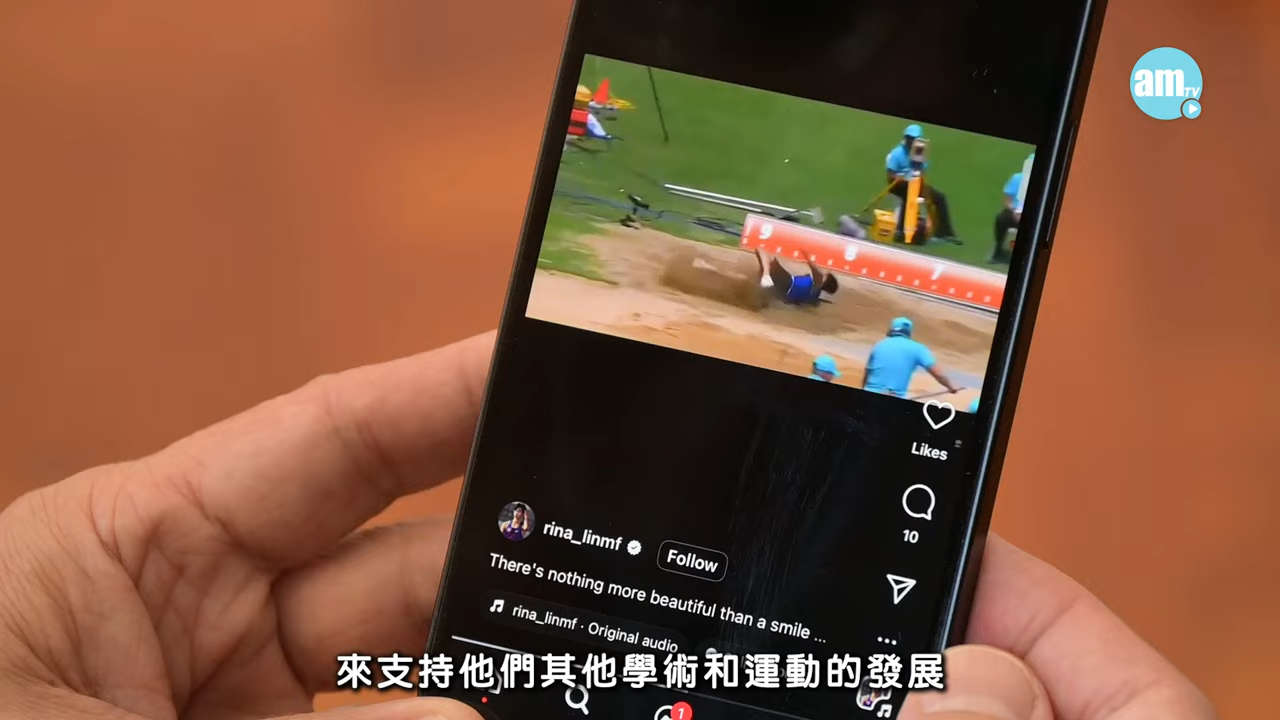 am TV
9 8 7
Likes
10
rina_linmf Follow
There's nothing more beautiful than a smile ...
rina_linmf · Original audio
來支持他們其他學術和運動的發展
1